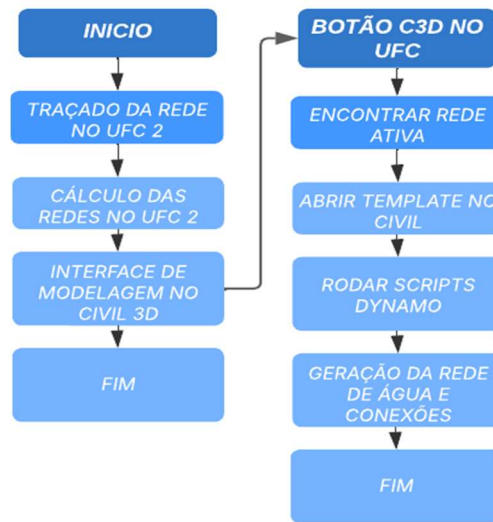 INICIO
TRAÇADO DA REDE
NO UFC 2
CÁLCULO DAS
REDES NO UFC 2
INTERFACE DE
MODELAGEM NO
CIVIL 3D
FIM
BOTÃO C3D NO
UFC
ENCONTRAR REDE
ATIVA
ABRIR TEMPLATE NO
CIVIL
RODAR SCRIPTS
DYNAMO
GERAÇÃO DA REDE
DE ÁGUA E
CONEXÕES
FIM